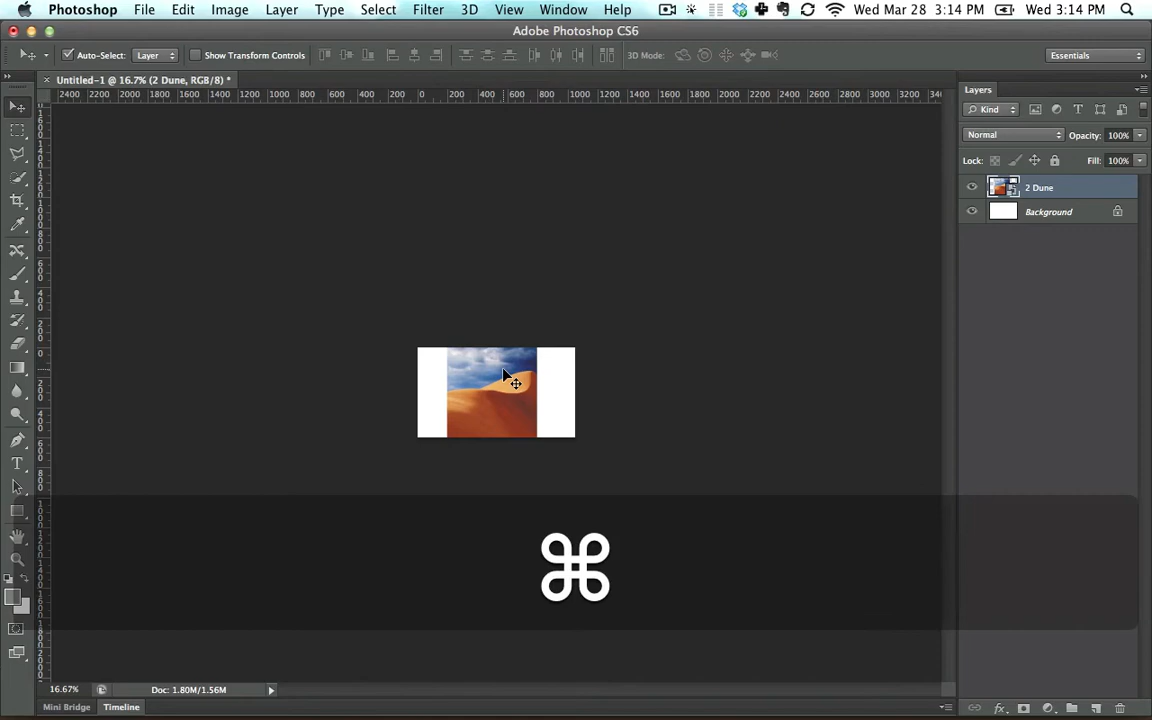 Photoshop File Edit Image Layer Type Select Filter 3D View Window Help Wed Mar 28 3:14 PM Wed 3:14 PM
Adobe Photoshop CS6
Auto-Select: Layer Show Transform Controls 3D Mode: Essentials
Untitled-1 @ 16.7% (2 Dune, RGB/8) *
2400 2200 2000 1800 1600 1400 1200 1000 800 600 400 200 0 200 400 600 800 1000 1200 1400 1600 1800 2000 2200 2400 2600 2800 3000 3200
Layers
Kind
Normal Opacity: 100%
Lock: Fill: 100%
2 Dune
Background
16.67% Doc: 1.80M/1.56M
Mini Bridge Timeline